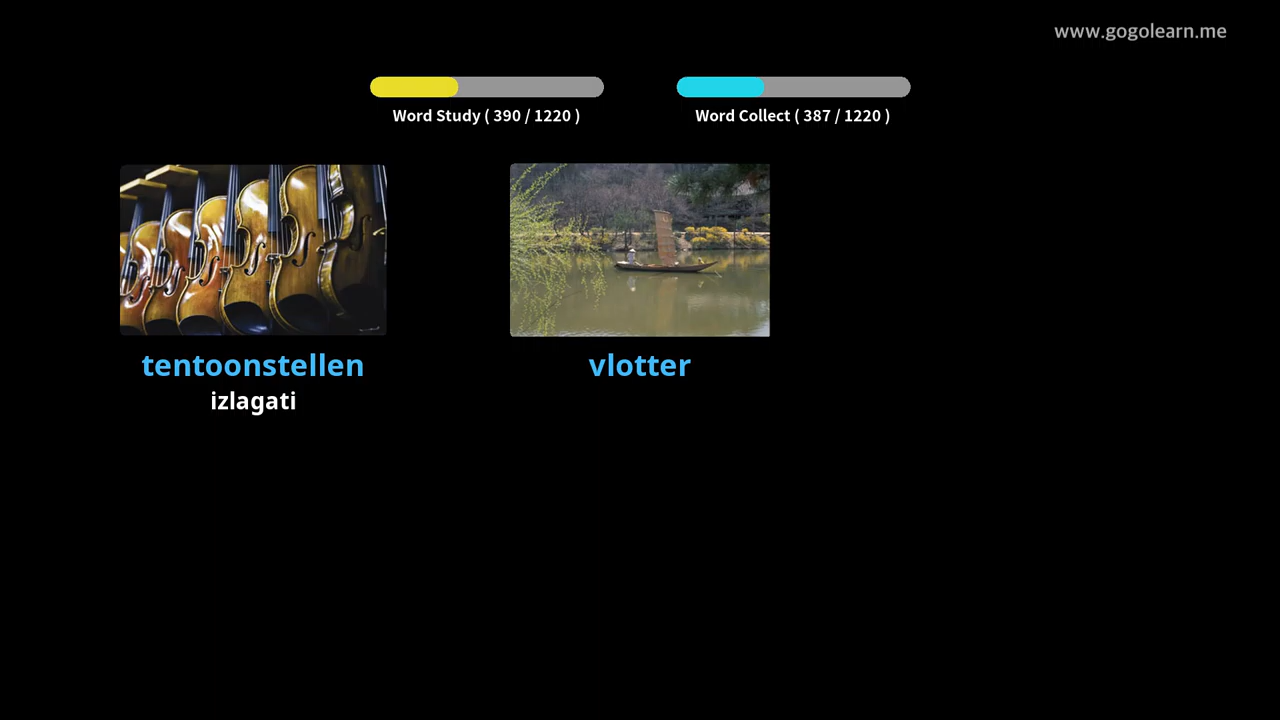 www.gogolearn.me
Word Study ( 390 / 1220 )
Word Collect ( 387 / 1220 )
tentoonstellen
izlagati
vlotter